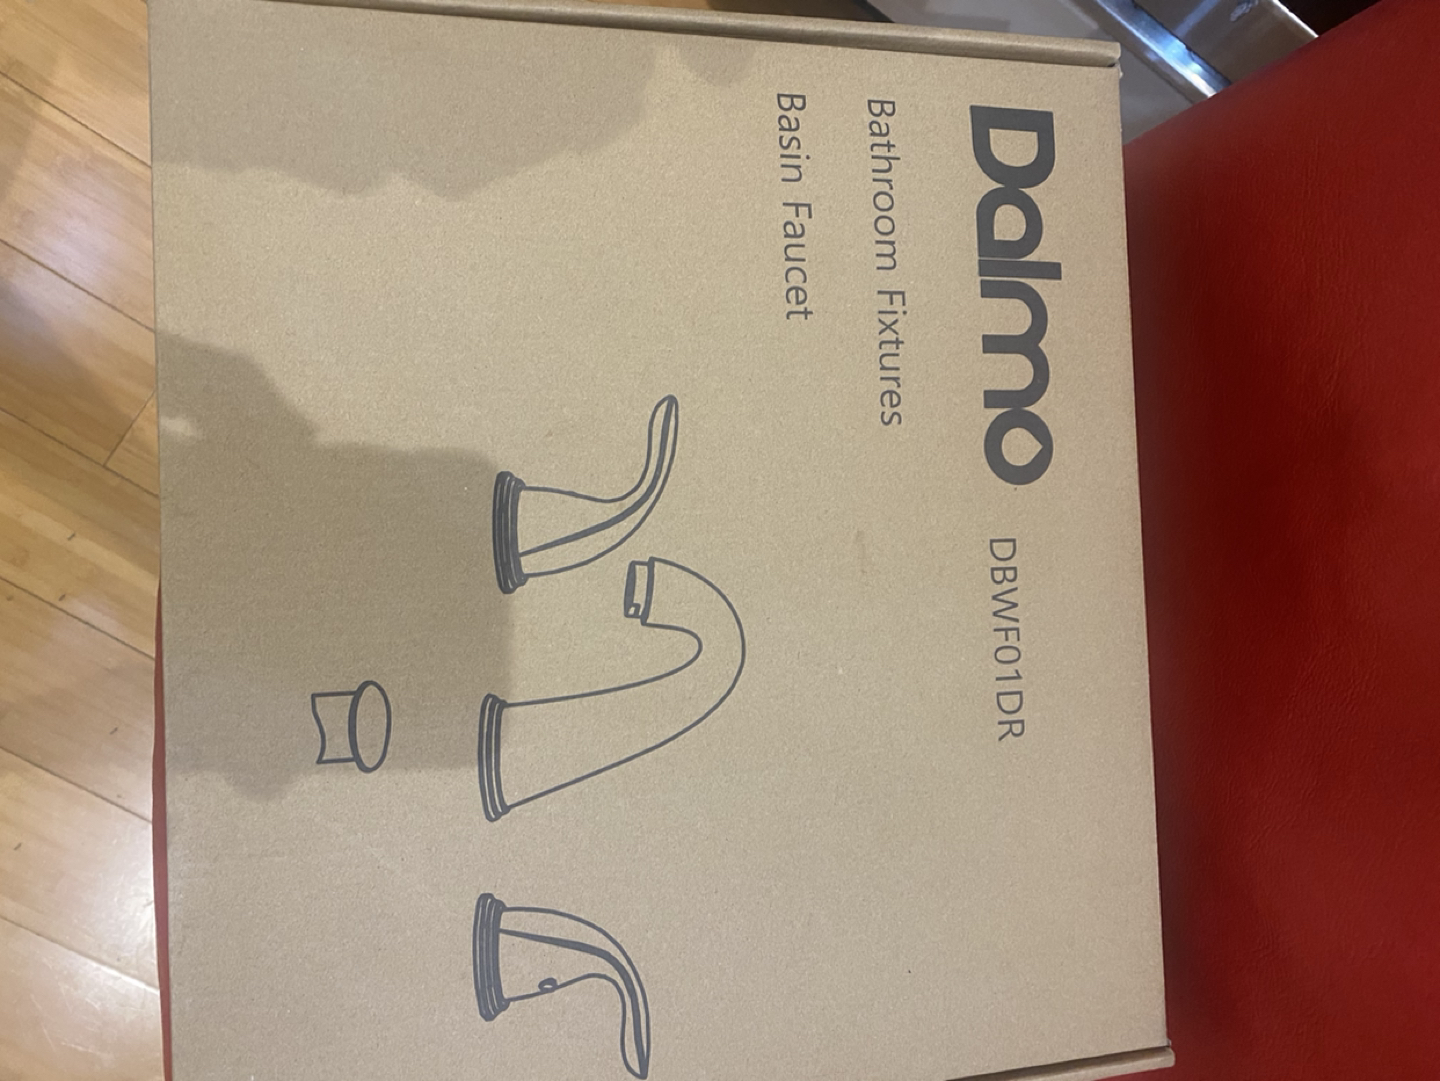 Dalmo DBWF01DR
Bathroom Fixtures
Basin Faucet